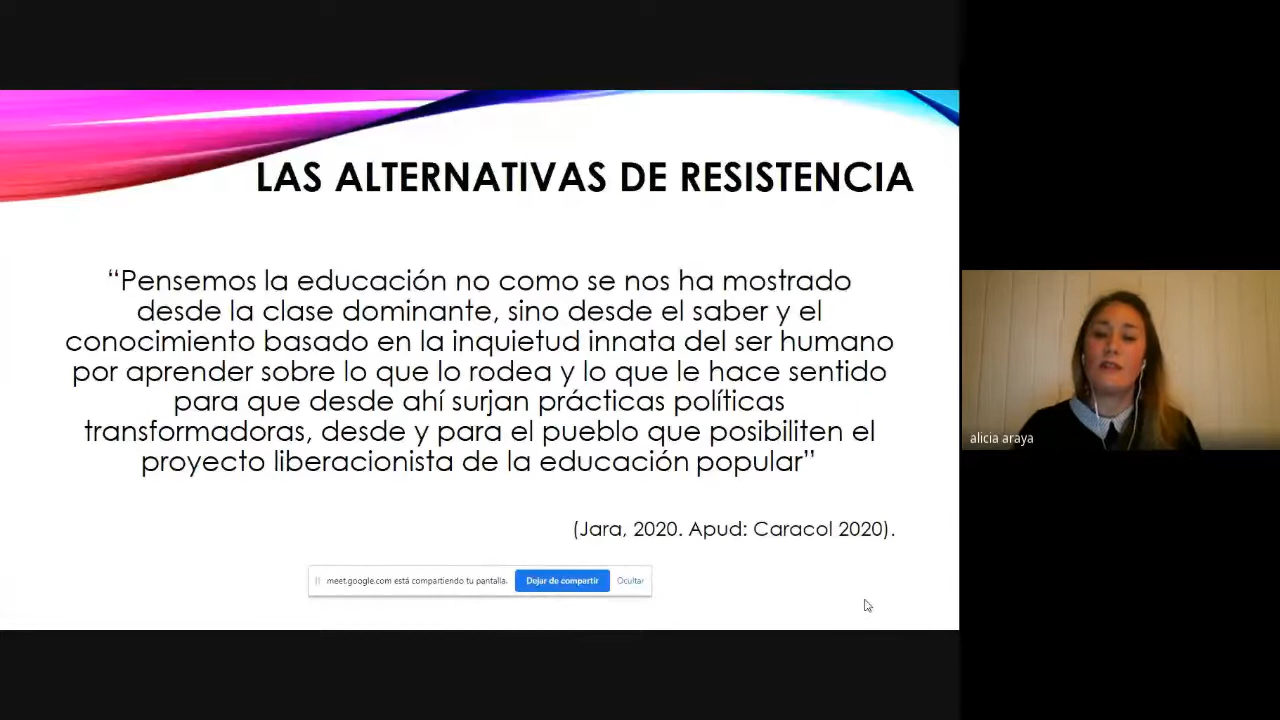 LAS ALTERNATIVAS DE RESISTENCIA
“Pensemos la educación no como se nos ha mostrado
desde la clase dominante, sino desde el saber y el
conocimiento basado en la inquietud innata del ser humano
por aprender sobre lo que lo rodea y lo que le hace sentido
para que desde ahí surjan prácticas políticas
transformadoras, desde y para el pueblo que posibiliten el
proyecto liberacionista de la educación popular”
(Jara, 2020. Apud: Caracol 2020).
meet.google.com está compartiendo tu pantalla. Dejar de compartir Ocultar
alicia araya